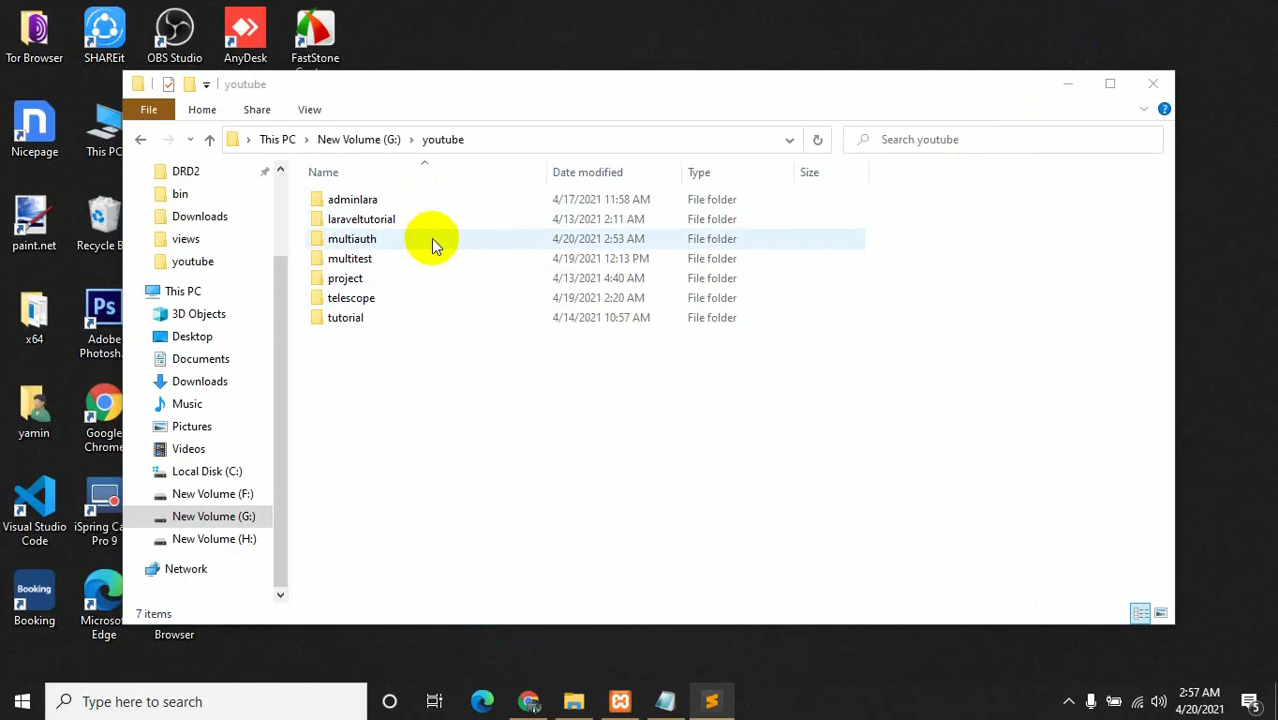 Tor Browser
SHAREit
OBS Studio
AnyDesk
FastStone
youtube
File
Home
Share
View
This PC
New Volume (G:)
youtube
Search youtube
Nicepage
This PC
DRD2
bin
Downloads
views
youtube
Name
Date modified
Type
Size
adminlara
4/17/2021 11:58 AM
File folder
laraveltutorial
4/13/2021 2:11 AM
File folder
multiauth
4/20/2021 2:53 AM
File folder
multitest
4/19/2021 12:13 PM
File folder
project
4/13/2021 4:40 AM
File folder
telescope
4/19/2021 2:20 AM
File folder
tutorial
4/14/2021 10:57 AM
File folder
paint.net
Recycle B
This PC
3D Objects
Desktop
Documents
Downloads
Music
Pictures
Videos
Local Disk (C:)
New Volume (F:)
New Volume (G:)
New Volume (H:)
Network
Ps
x64
Adobe
Photosh...
yamin
Google
Chrome
Visual Studio
Code
iSpring Ca
Pro 9
Booking
Booking
Microso
Edge
Browser
7 items
Type here to search
2:57 AM
4/20/2021
5